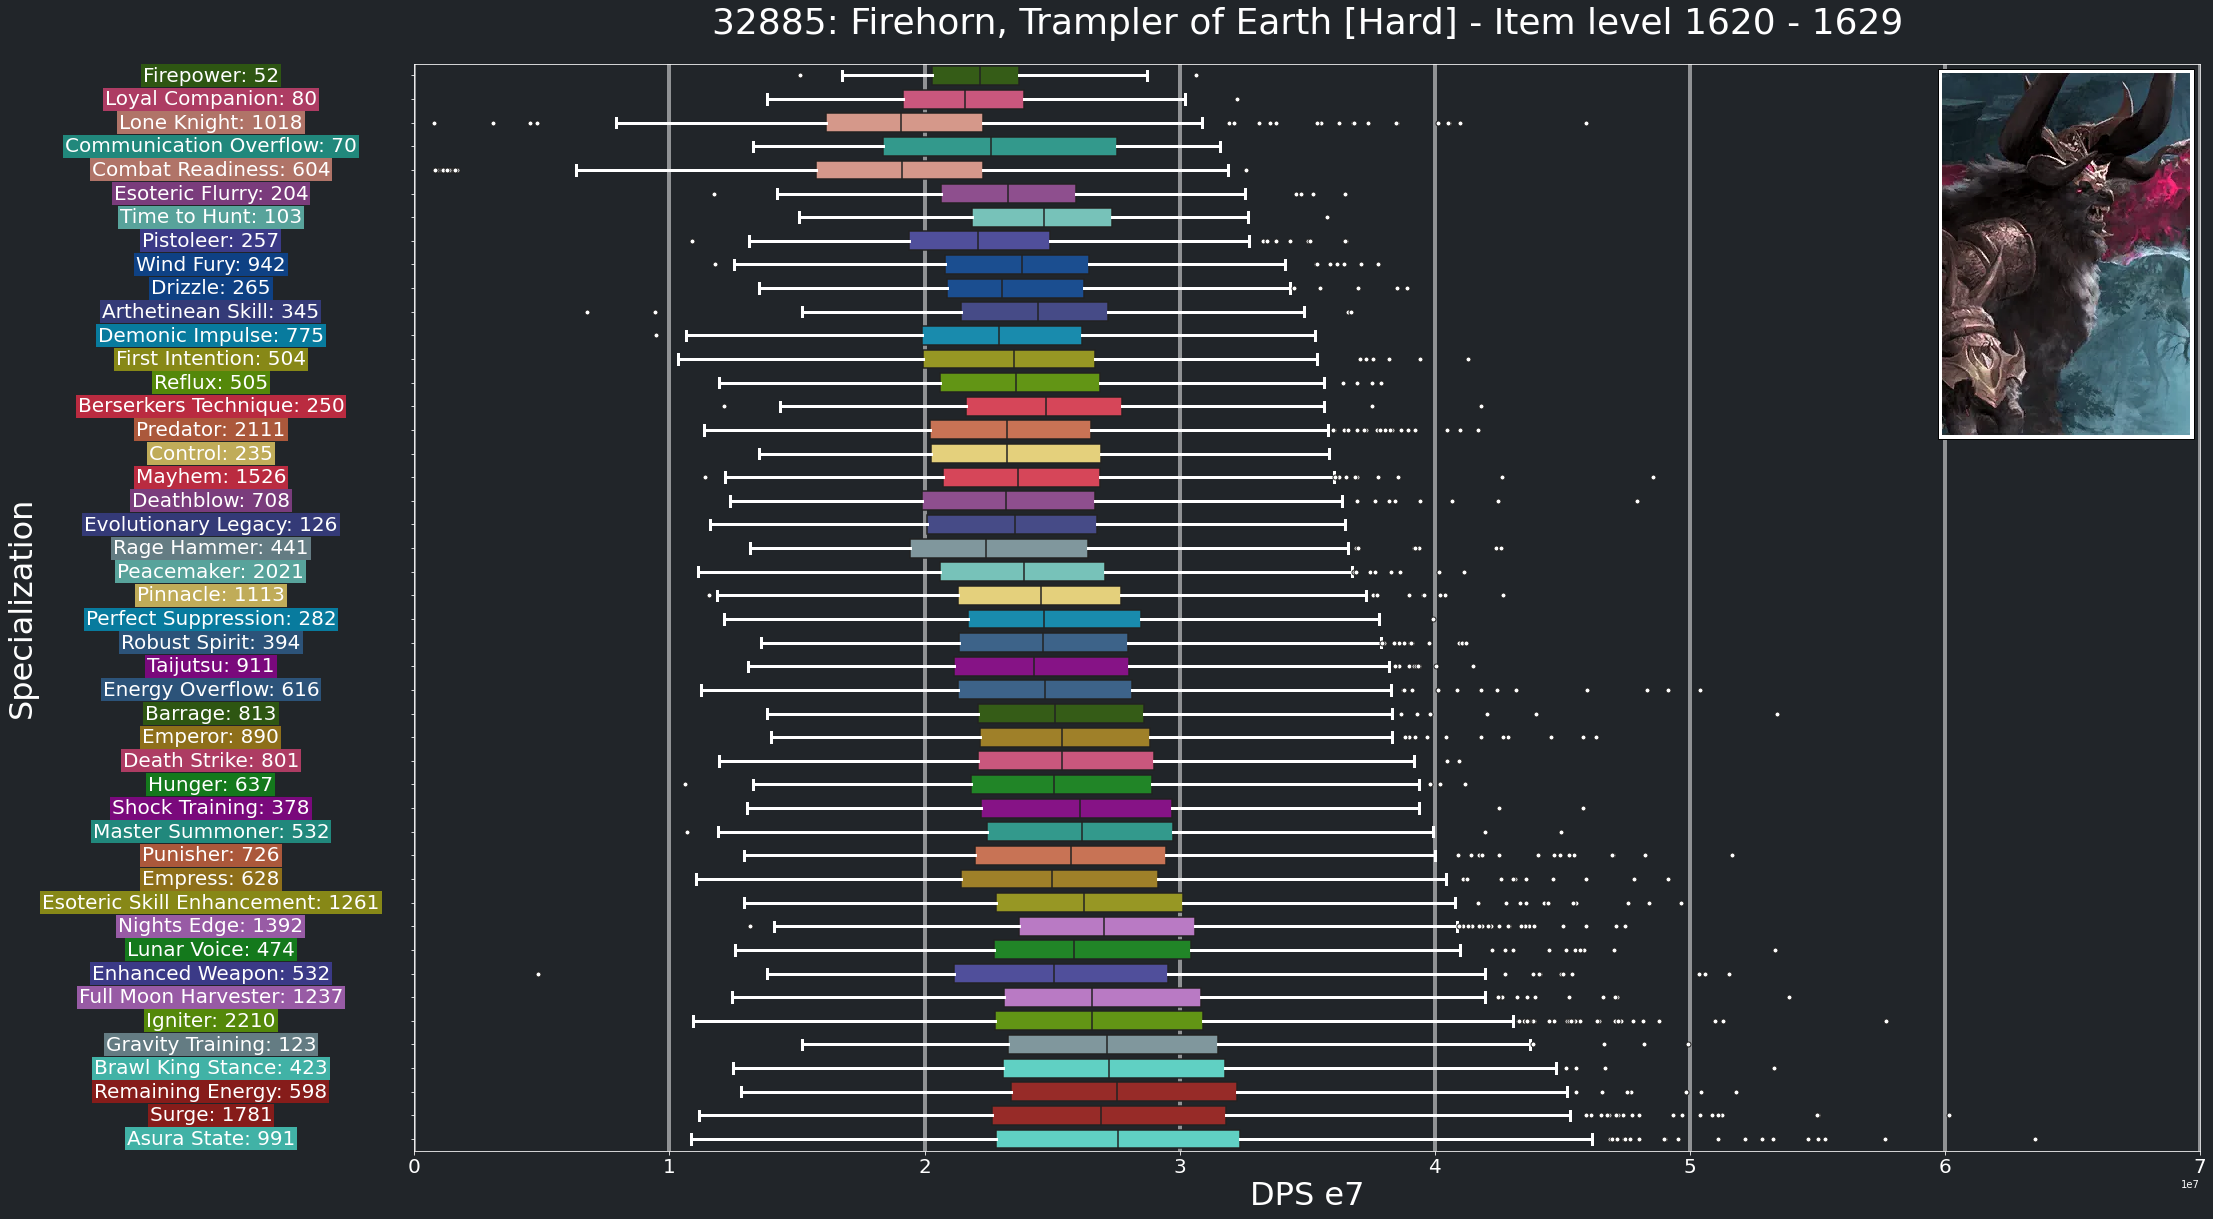 32885: Firehorn, Trampler of Earth [Hard] - Item level 1620 - 1629
Specialization
Firepower: 52
Loyal Companion: 80
Lone Knight: 1018
Communication Overflow: 70
Combat Readiness: 604
Esoteric Flurry: 204
Time to Hunt: 103
Pistoleer: 257
Wind Fury: 942
Drizzle: 265
Arthetinean Skill: 345
Demonic Impulse: 775
First Intention: 504
Reflux: 505
Berserkers Technique: 250
Predator: 2111
Control: 235
Mayhem: 1526
Deathblow: 708
Evolutionary Legacy: 126
Rage Hammer: 441
Peacemaker: 2021
Pinnacle: 1113
Perfect Suppression: 282
Robust Spirit: 394
Taijutsu: 911
Energy Overflow: 616
Barrage: 813
Emperor: 890
Death Strike: 801
Hunger: 637
Shock Training: 378
Master Summoner: 532
Punisher: 726
Empress: 628
Esoteric Skill Enhancement: 1261
Nights Edge: 1392
Lunar Voice: 474
Enhanced Weapon: 532
Full Moon Harvester: 1237
Igniter: 2210
Gravity Training: 123
Brawl King Stance: 423
Remaining Energy: 598
Surge: 1781
Asura State: 991
0 1 2 3 4 5 6 7
1e7
DPS e7